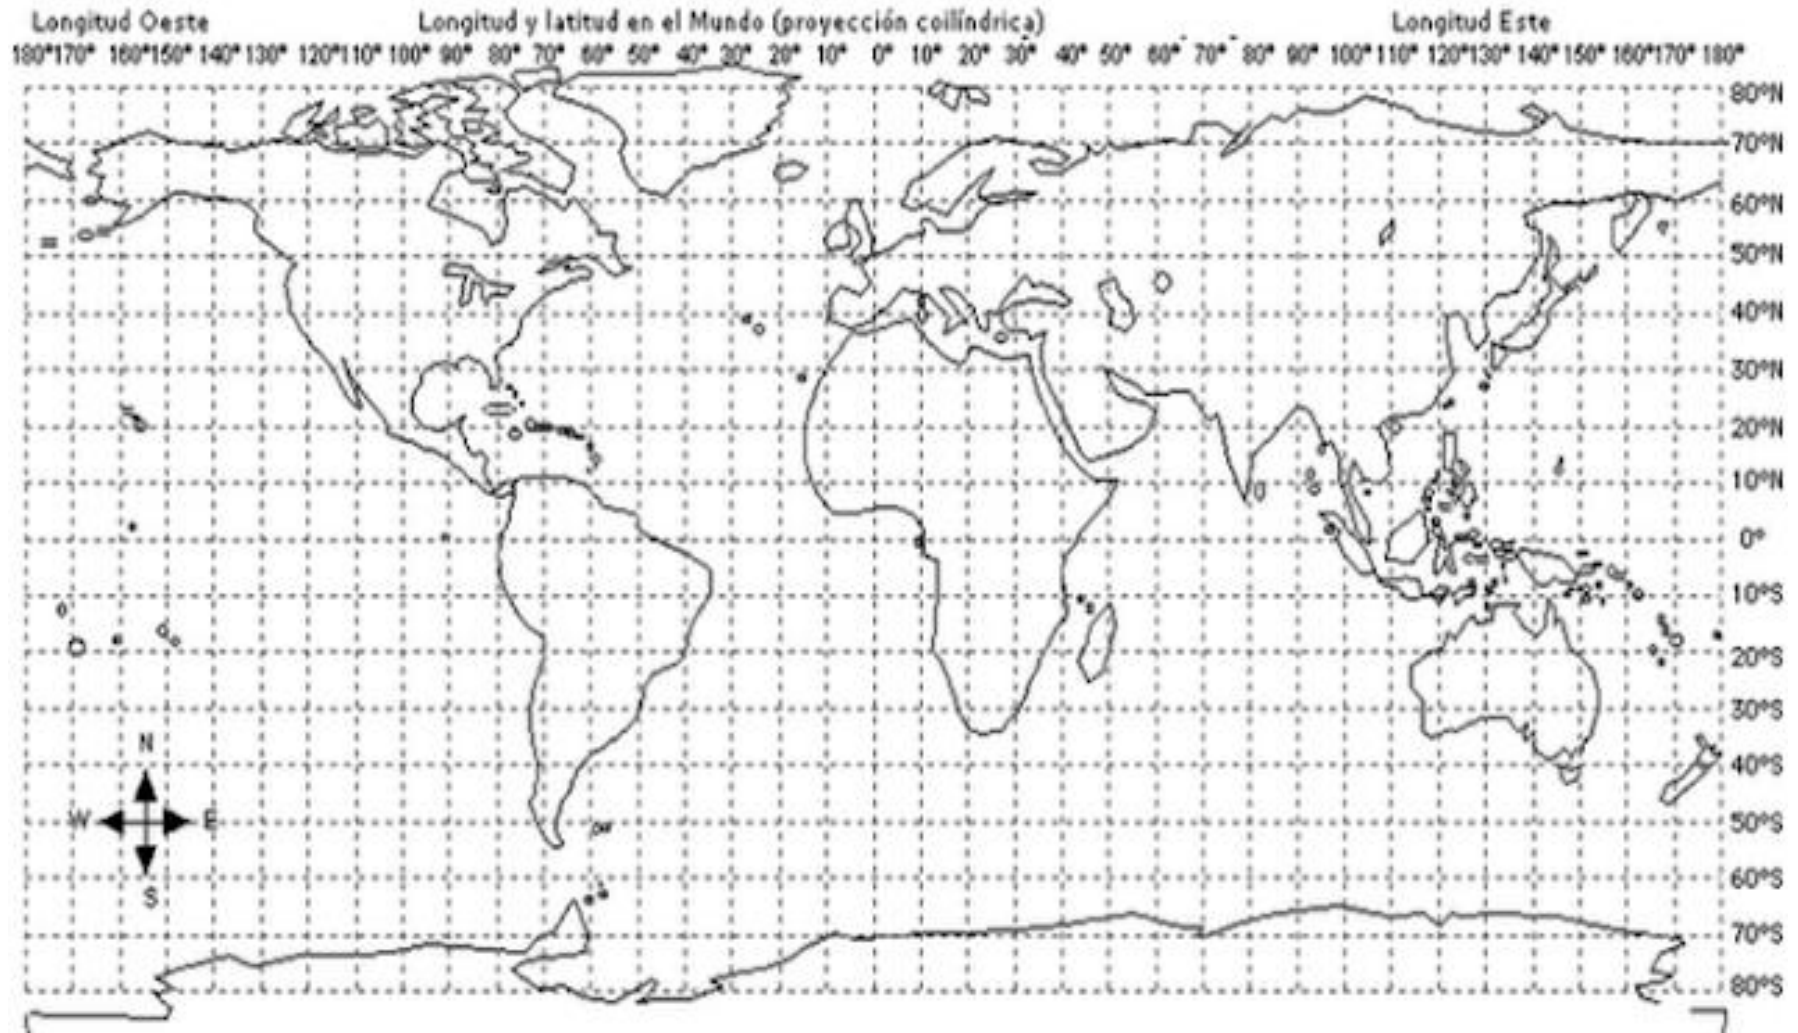 Longitud Oeste Longitud y latitud en el Mundo (proyección coilíndrica) Longitud Este
180° 170° 160° 150° 140° 130° 120° 110° 100° 90° 80° 70° 60° 50° 40° 30° 20° 10° 0° 10° 20° 30° 40° 50° 60° 70° 80° 90° 100° 110° 120° 130° 140° 150° 160° 170° 180°
80°N
70°N
60°N
50°N
40°N
30°N
20°N
10°N
0°
10°S
20°S
30°S
N
40°S
W E 50°S
60°S
S
70°S
80°S